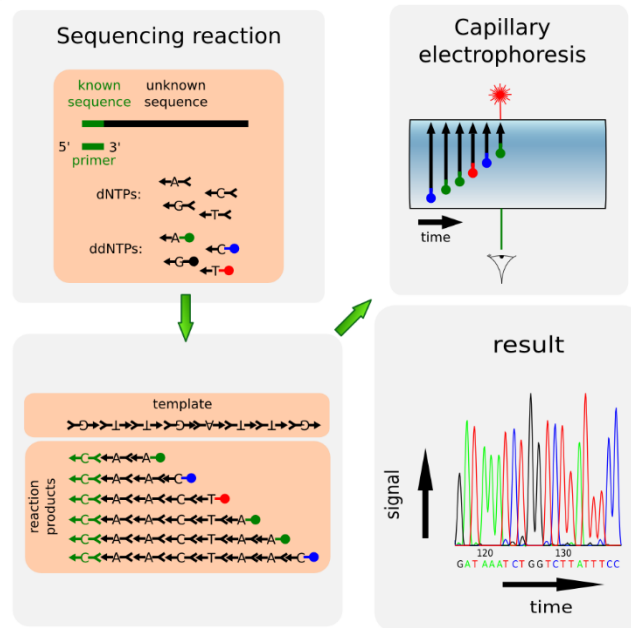 Sequencing reaction
known sequence
unknown sequence
5' 3'
primer
dNTPs:
A C
G T
ddNTPs:
A C
G T
Capillary
electrophoresis
time
template
G T T G A T T G
reaction
products
C A A
C A A C
C A A C T
C A A C T A
C A A C T A A
C A A C T A A C
result
signal
120 130
GATAAATCTGGTCTTATTTCC
time